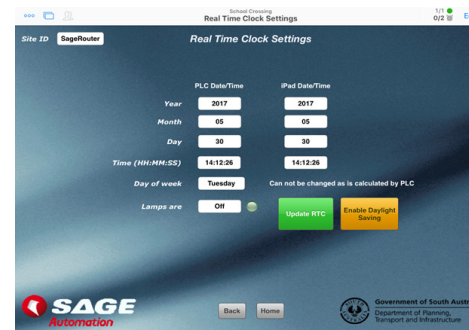 School Crossing
Real Time Clock Settings
1/1
0/2
Site ID SageRouter
Real Time Clock Settings
PLC Date/Time iPad Date/Time
Year 2017 2017
Month 05 05
Day 30 30
Time (HH:MM:SS) 14:12:26 14:12:26
Day of week Tuesday Can not be changed as is calculated by PLC
Lamps are Off
Update RTC
Enable Daylight
Saving
SAGE
Automation
Back Home
Government of South Austr
Department of Planning,
Transport and Infrastructure